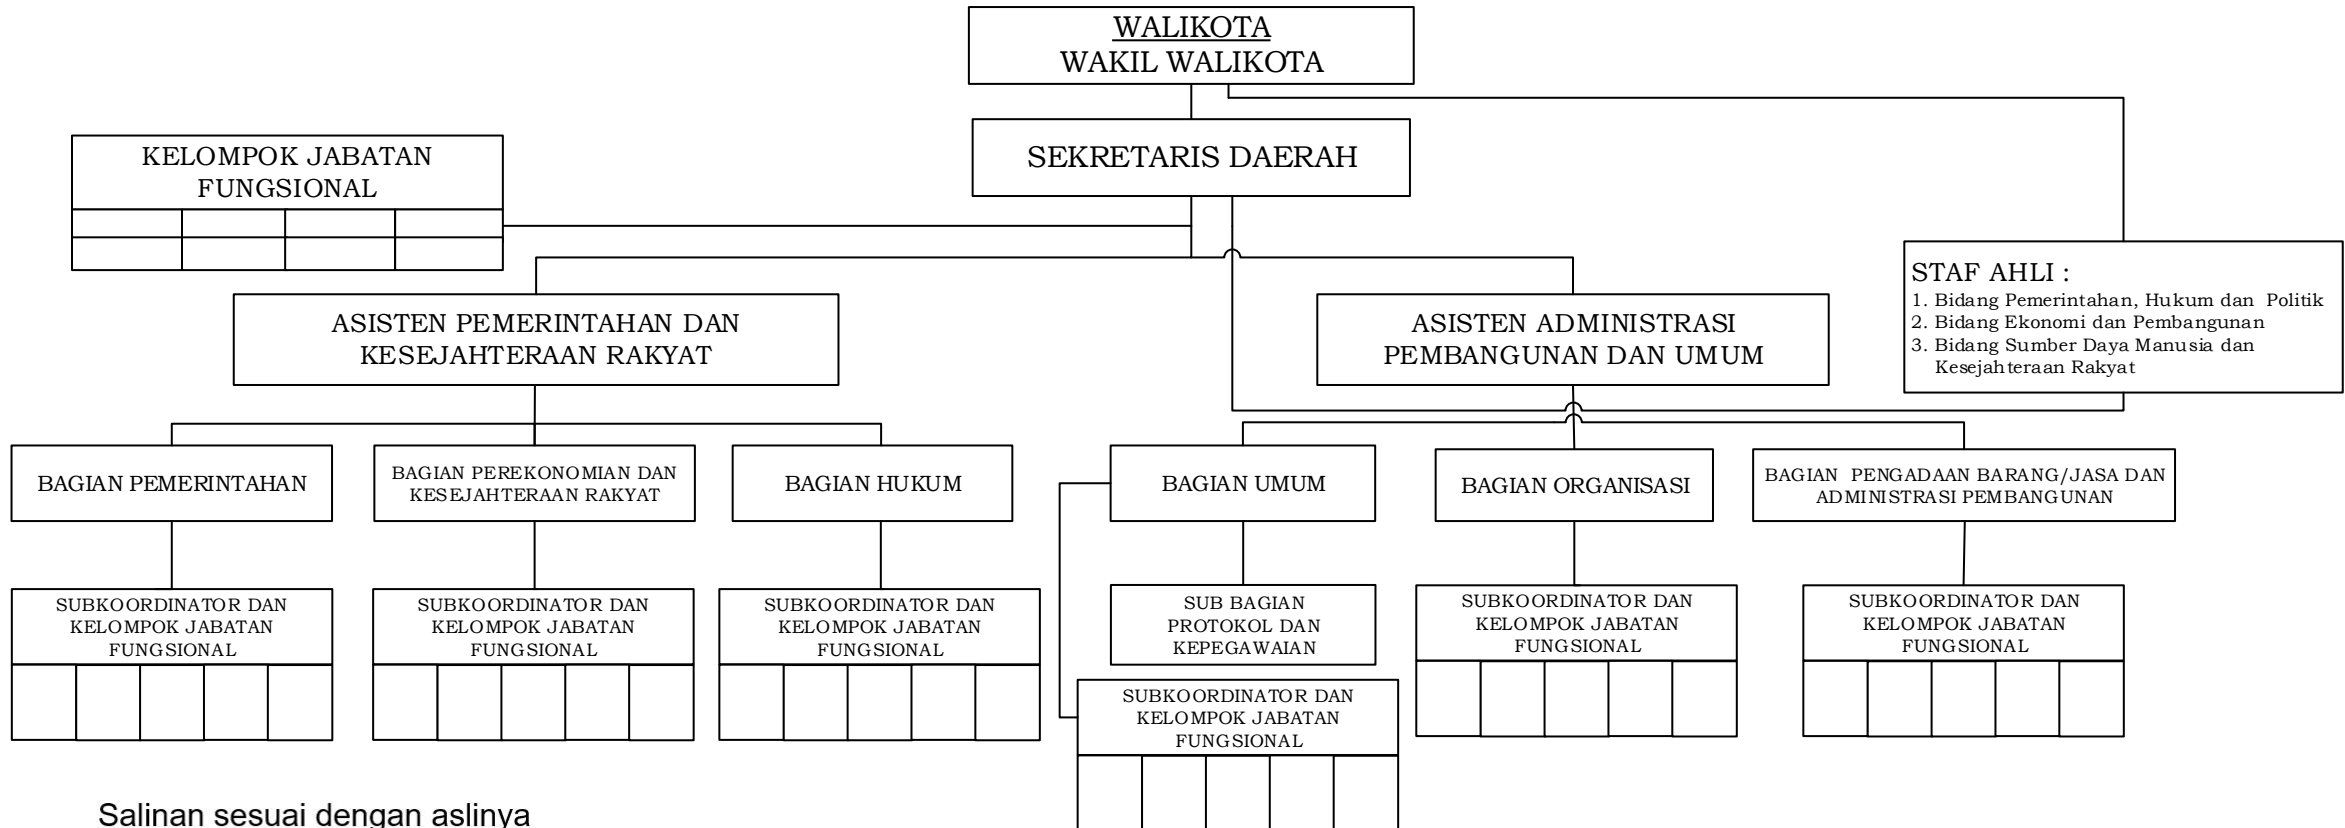 WALIKOTA
WAKIL WALIKOTA
SEKRETARIS DAERAH
KELOMPOK JABATAN
FUNGSIONAL
STAF AHLI :
1. Bidang Pemerintahan, Hukum dan Politik
2. Bidang Ekonomi dan Pembangunan
3. Bidang Sumber Daya Manusia dan
Kesejahteraan Rakyat
ASISTEN PEMERINTAHAN DAN
KESEJAHTERAAN RAKYAT
ASISTEN ADMINISTRASI
PEMBANGUNAN DAN UMUM
BAGIAN PEMERINTAHAN
BAGIAN PEREKONOMIAN DAN
KESEJAHTERAAN RAKYAT
BAGIAN HUKUM
BAGIAN UMUM
BAGIAN ORGANISASI
BAGIAN PENGADAAN BARANG/JASA DAN
ADMINISTRASI PEMBANGUNAN
SUBKOORDINATOR DAN
KELOMPOK JABATAN
FUNGSIONAL
SUBKOORDINATOR DAN
KELOMPOK JABATAN
FUNGSIONAL
SUBKOORDINATOR DAN
KELOMPOK JABATAN
FUNGSIONAL
SUB BAGIAN
PROTOKOL DAN
KEPEGAWAIAN
SUBKOORDINATOR DAN
KELOMPOK JABATAN
FUNGSIONAL
SUBKOORDINATOR DAN
KELOMPOK JABATAN
FUNGSIONAL
SUBKOORDINATOR DAN
KELOMPOK JABATAN
FUNGSIONAL
Salinan sesuai dengan aslinya